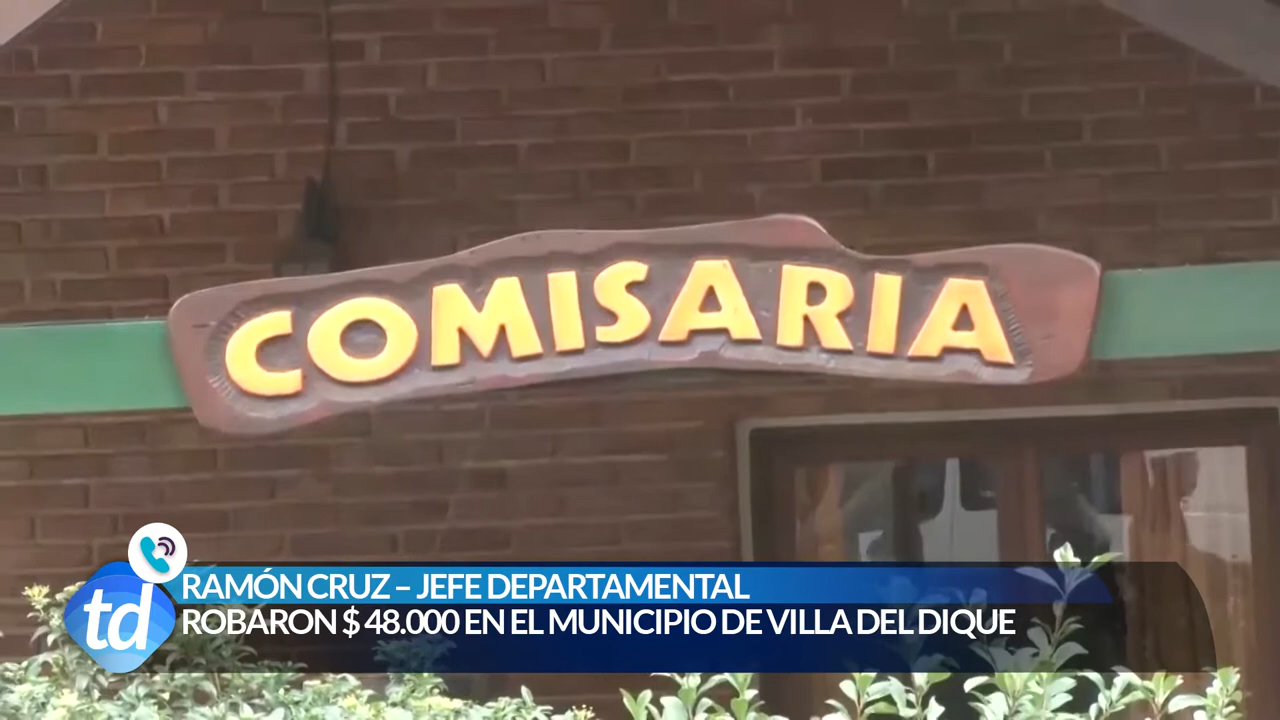 COMISARIA
RAMÓN CRUZ – JEFE DEPARTAMENTAL
td
ROBARON $ 48.000 EN EL MUNICIPIO DE VILLA DEL DIQUE